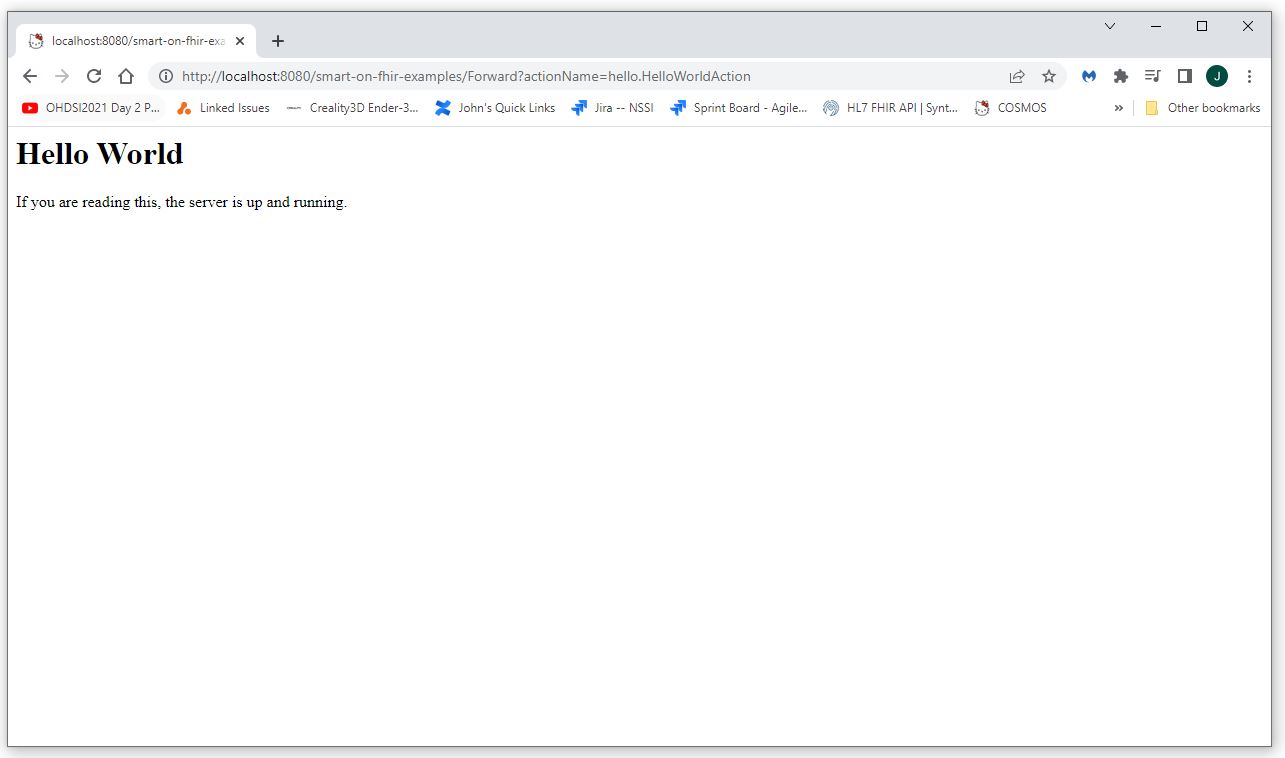 localhost:8080/smart-on-fhir-exa
http://localhost:8080/smart-on-fhir-examples/Forward?actionName=hello.HelloWorldAction
J
OHDSI2021 Day 2 P... Linked Issues Creality3D Ender-3... John's Quick Links Jira -- NSSI Sprint Board - Agile... HL7 FHIR API | Synt... COSMOS » Other bookmarks
Hello World
If you are reading this, the server is up and running.